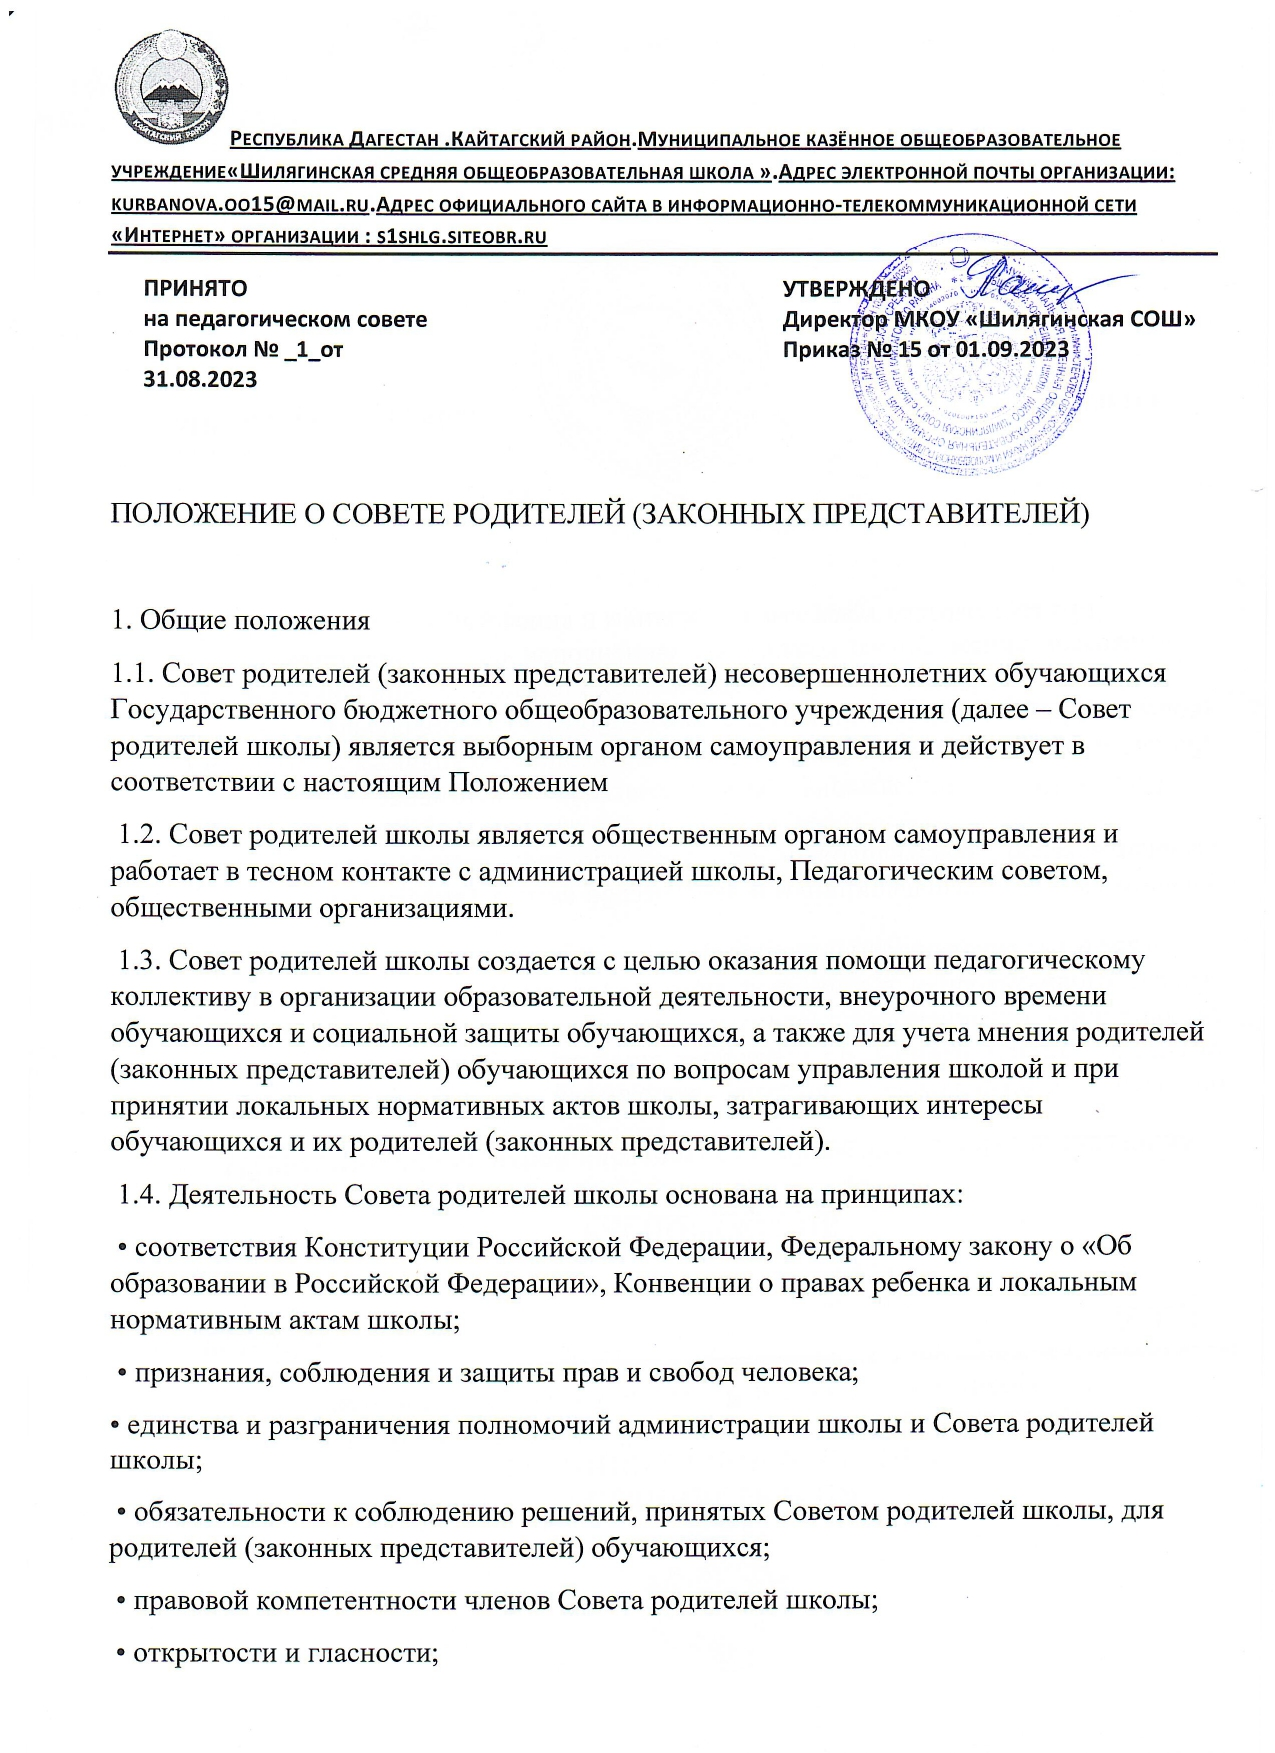 КАЙТАГСКИЙ РАЙОН
РЕСПУБЛИКА ДАГЕСТАН .КАЙТАГСКИЙ РАЙОН.МУНИЦИПАЛЬНОЕ КАЗЁННОЕ ОБЩЕОБРАЗОВАТЕЛЬНОЕ
УЧРЕЖДЕНИЕ«ШИЛЯГИНСКАЯ СРЕДНЯЯ ОБЩЕОБРАЗОВАТЕЛЬНАЯ ШКОЛА ».АДРЕС ЭЛЕКТРОННОЙ ПОЧТЫ ОРГАНИЗАЦИИ:
KURBANOVA.OO15@MAIL.RU.АДРЕС ОФИЦИАЛЬНОГО САЙТА В ИНФОРМАЦИОННО-ТЕЛЕКОММУНИКАЦИОННОЙ СЕТИ
«ИНТЕРНЕТ» ОРГАНИЗАЦИИ : S1SHLG.SITEOBR.RU
ПРИНЯТО
на педагогическом совете
Протокол № _1_от
31.08.2023
УТВЕРЖДЕНО
Директор МКОУ «Шилягинская СОШ»
Приказ № 15 от 01.09.2023
ПОЛОЖЕНИЕ О СОВЕТЕ РОДИТЕЛЕЙ (ЗАКОННЫХ ПРЕДСТАВИТЕЛЕЙ)
1. Общие положения
1.1. Совет родителей (законных представителей) несовершеннолетних обучающихся
Государственного бюджетного общеобразовательного учреждения (далее – Совет
родителей школы) является выборным органом самоуправления и действует в
соответствии с настоящим Положением
1.2. Совет родителей школы является общественным органом самоуправления и
работает в тесном контакте с администрацией школы, Педагогическим советом,
общественными организациями.
1.3. Совет родителей школы создается с целью оказания помощи педагогическому
коллективу в организации образовательной деятельности, внеурочного времени
обучающихся и социальной защиты обучающихся, а также для учета мнения родителей
(законных представителей) обучающихся по вопросам управления школой и при
принятии локальных нормативных актов школы, затрагивающих интересы
обучающихся и их родителей (законных представителей).
1.4. Деятельность Совета родителей школы основана на принципах:
• соответствия Конституции Российской Федерации, Федеральному закону о «Об
образовании в Российской Федерации», Конвенции о правах ребенка и локальным
нормативным актам школы;
• признания, соблюдения и защиты прав и свобод человека;
• единства и разграничения полномочий администрации школы и Совета родителей
школы;
• обязательности к соблюдению решений, принятых Советом родителей школы, для
родителей (законных представителей) обучающихся;
• правовой компетентности членов Совета родителей школы;
• открытости и гласности;